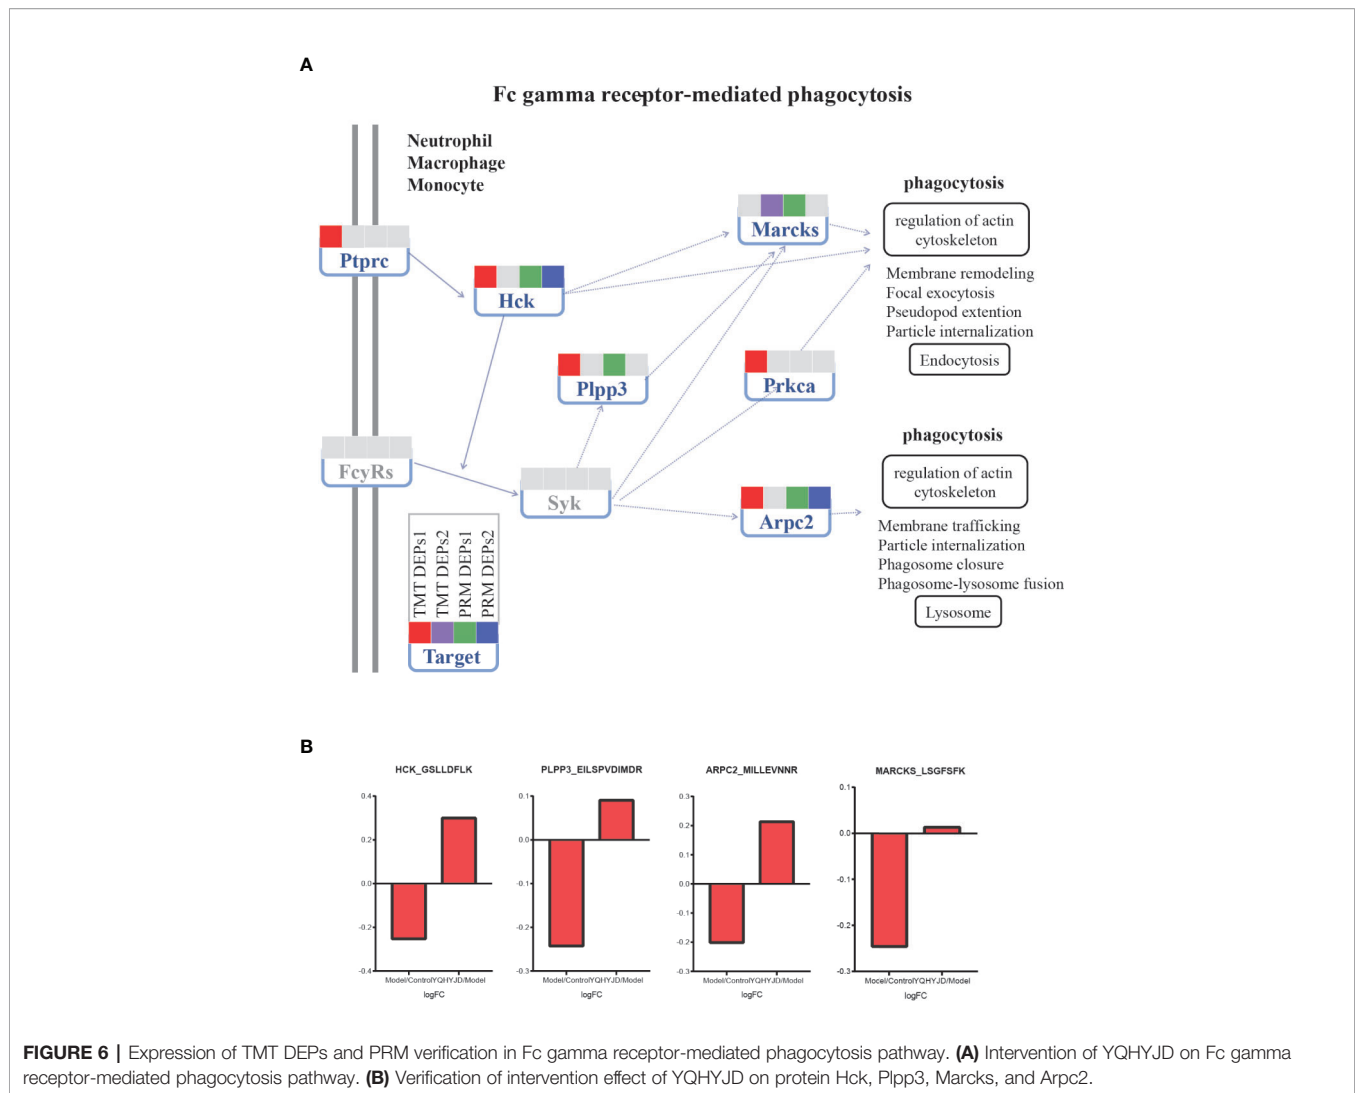 A
Fc gamma receptor-mediated phagocytosis
Neutrophil
Macrophage
Monocyte
phagocytosis
regulation of actin
cytoskeleton
Marcks
Ptprc
Membrane remodeling
Focal exocytosis
Pseudopod extention
Particle internalization
Hck
Endocytosis
Plpp3
Prkca
phagocytosis
FcγRs
regulation of actin
cytoskeleton
Syk
Arpc2
Membrane trafficking
Particle internalization
Phagosome closure
Phagosome-lysosome fusion
Lysosome
TMT DEPs1
TMT DEPs2
PRM DEPs1
PRM DEPs2
Target
B
HCK_GSLLDFLK
0.4
0.2
0.0
-0.2
-0.4
Model/Control YQHYJD/Model
logFC
PLPP3_EILSPVDIMDR
0.1
0.0
-0.1
-0.2
-0.3
Model/Control YQHYJD/Model
logFC
ARPC2_MILLEVNNR
0.3
0.2
0.1
0.0
-0.1
-0.2
-0.3
Model/Control YQHYJD/Model
logFC
MARCKS_LSGFSFK
0.1
0.0
-0.1
-0.2
-0.3
Model/Control YQHYJD/Model
logFC
FIGURE 6 | Expression of TMT DEPs and PRM verification in Fc gamma receptor-mediated phagocytosis pathway. (A) Intervention of YQHYJD on Fc gamma
receptor-mediated phagocytosis pathway. (B) Verification of intervention effect of YQHYJD on protein Hck, Plpp3, Marcks, and Arpc2.